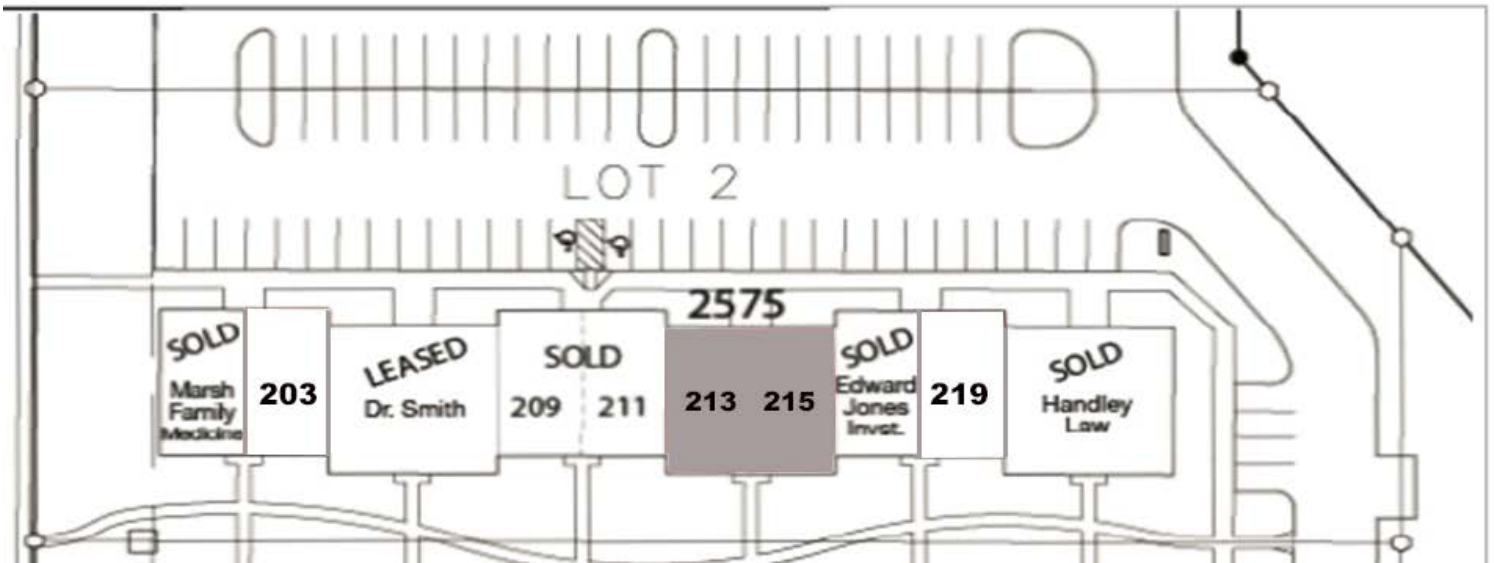 LOT 2
2575
SOLD
Marsh
Family
Medicine
203
LEASED
Dr. Smith
SOLD
209 211
213 215
SOLD
Edward
Jones
Invst.
219
SOLD
Handley
Law